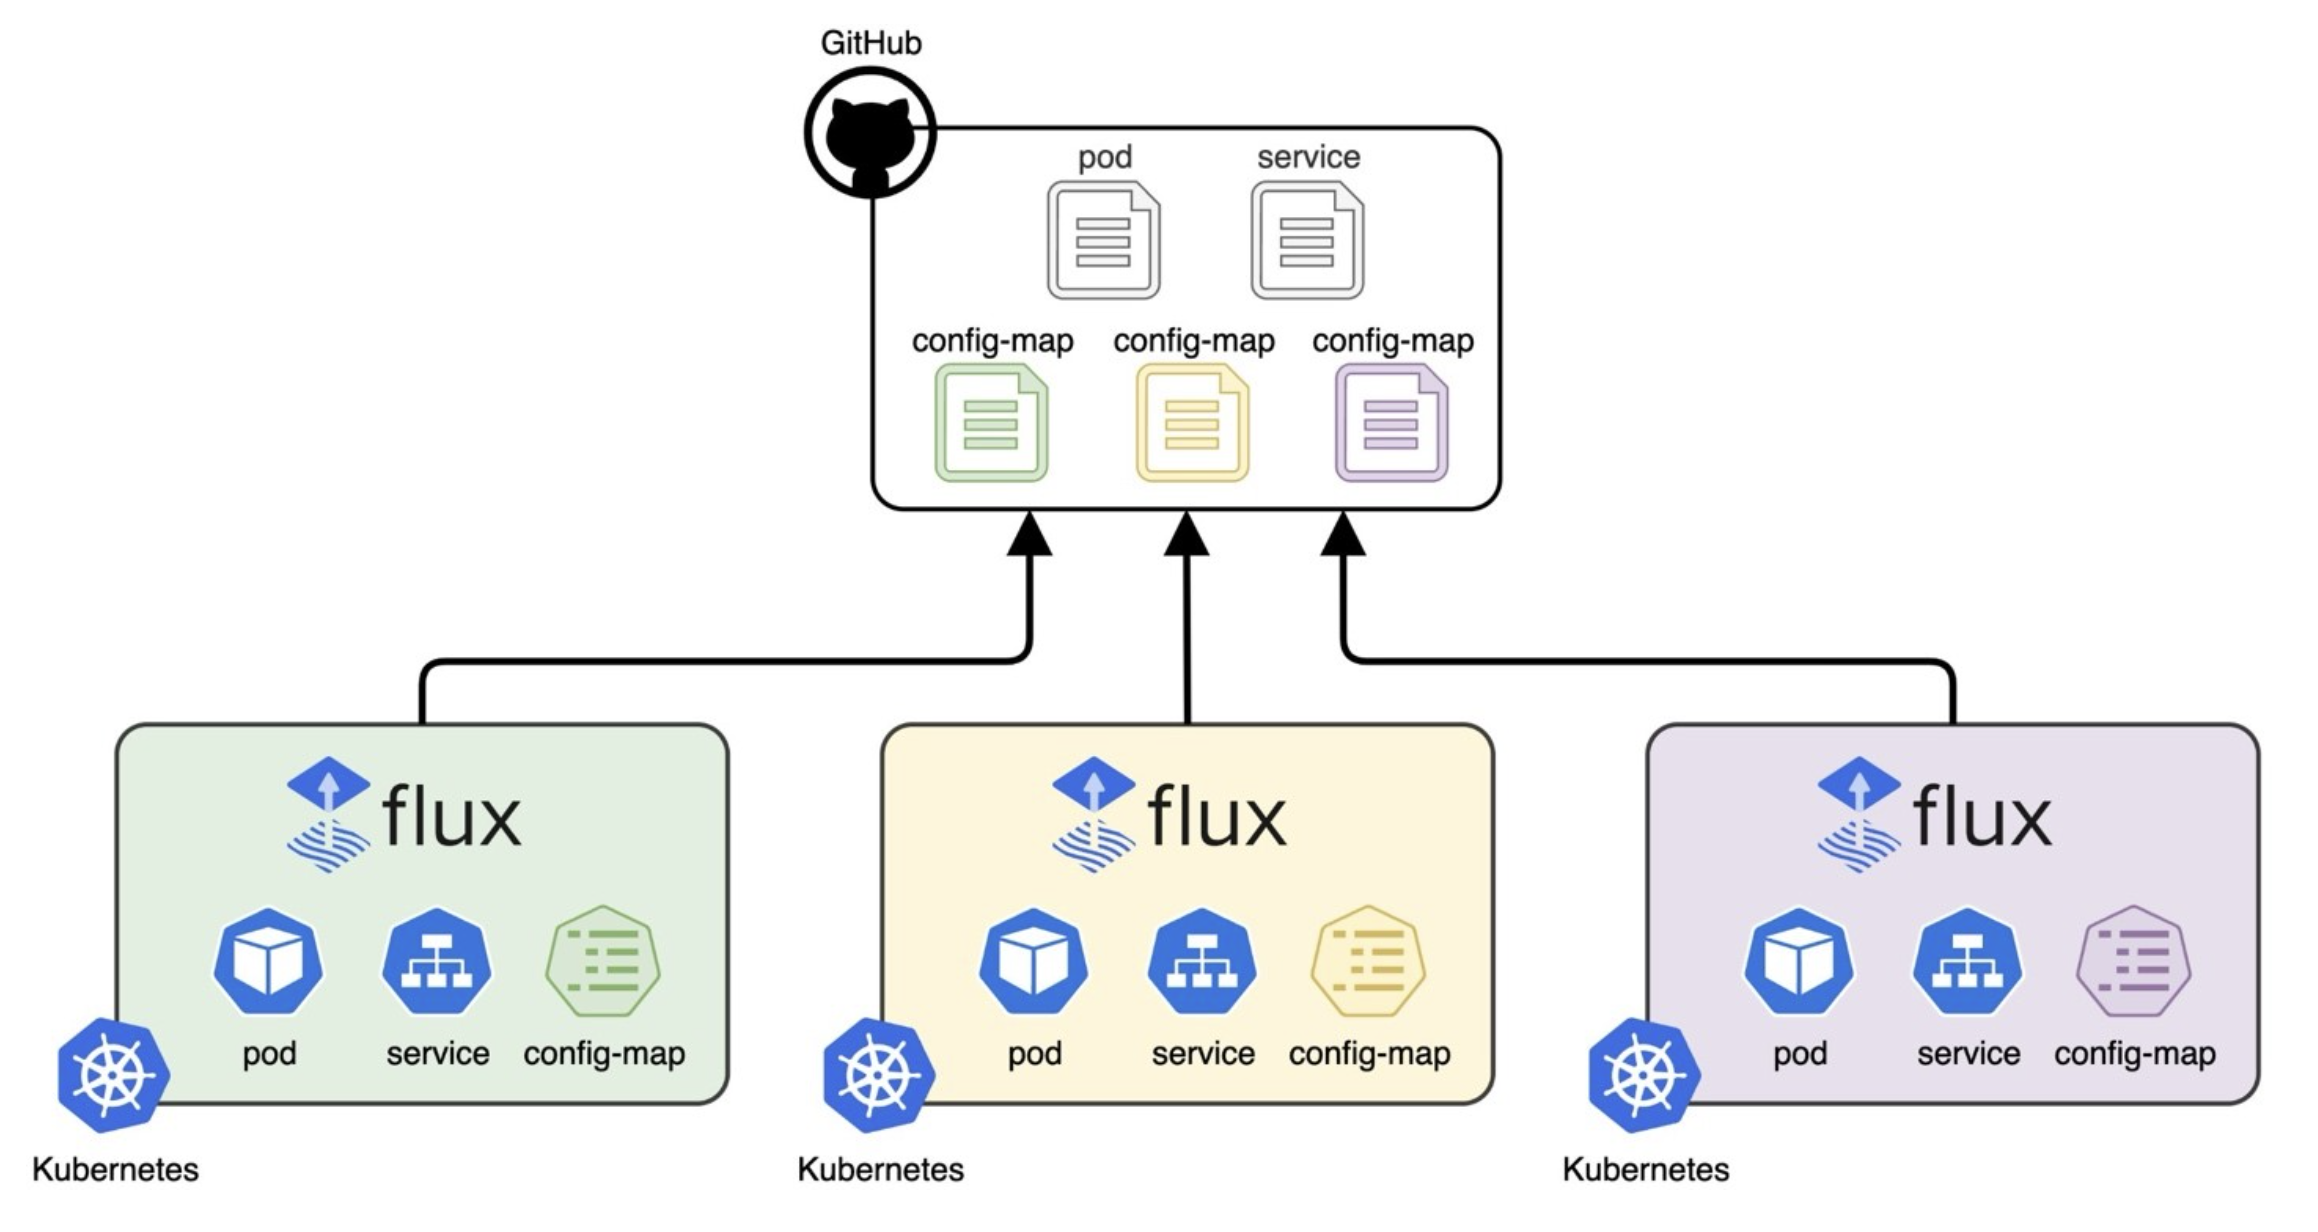 GitHub
pod service
config-map config-map config-map
flux flux flux
pod service config-map pod service config-map pod service config-map
Kubernetes Kubernetes Kubernetes